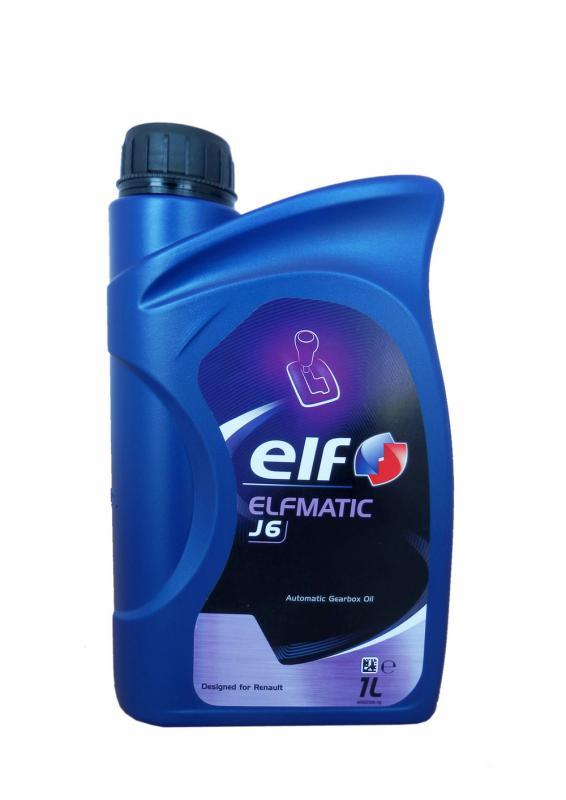 elf
ELFMATIC
J6
Automatic Gearbox Oil
Designed for Renault
e
1L